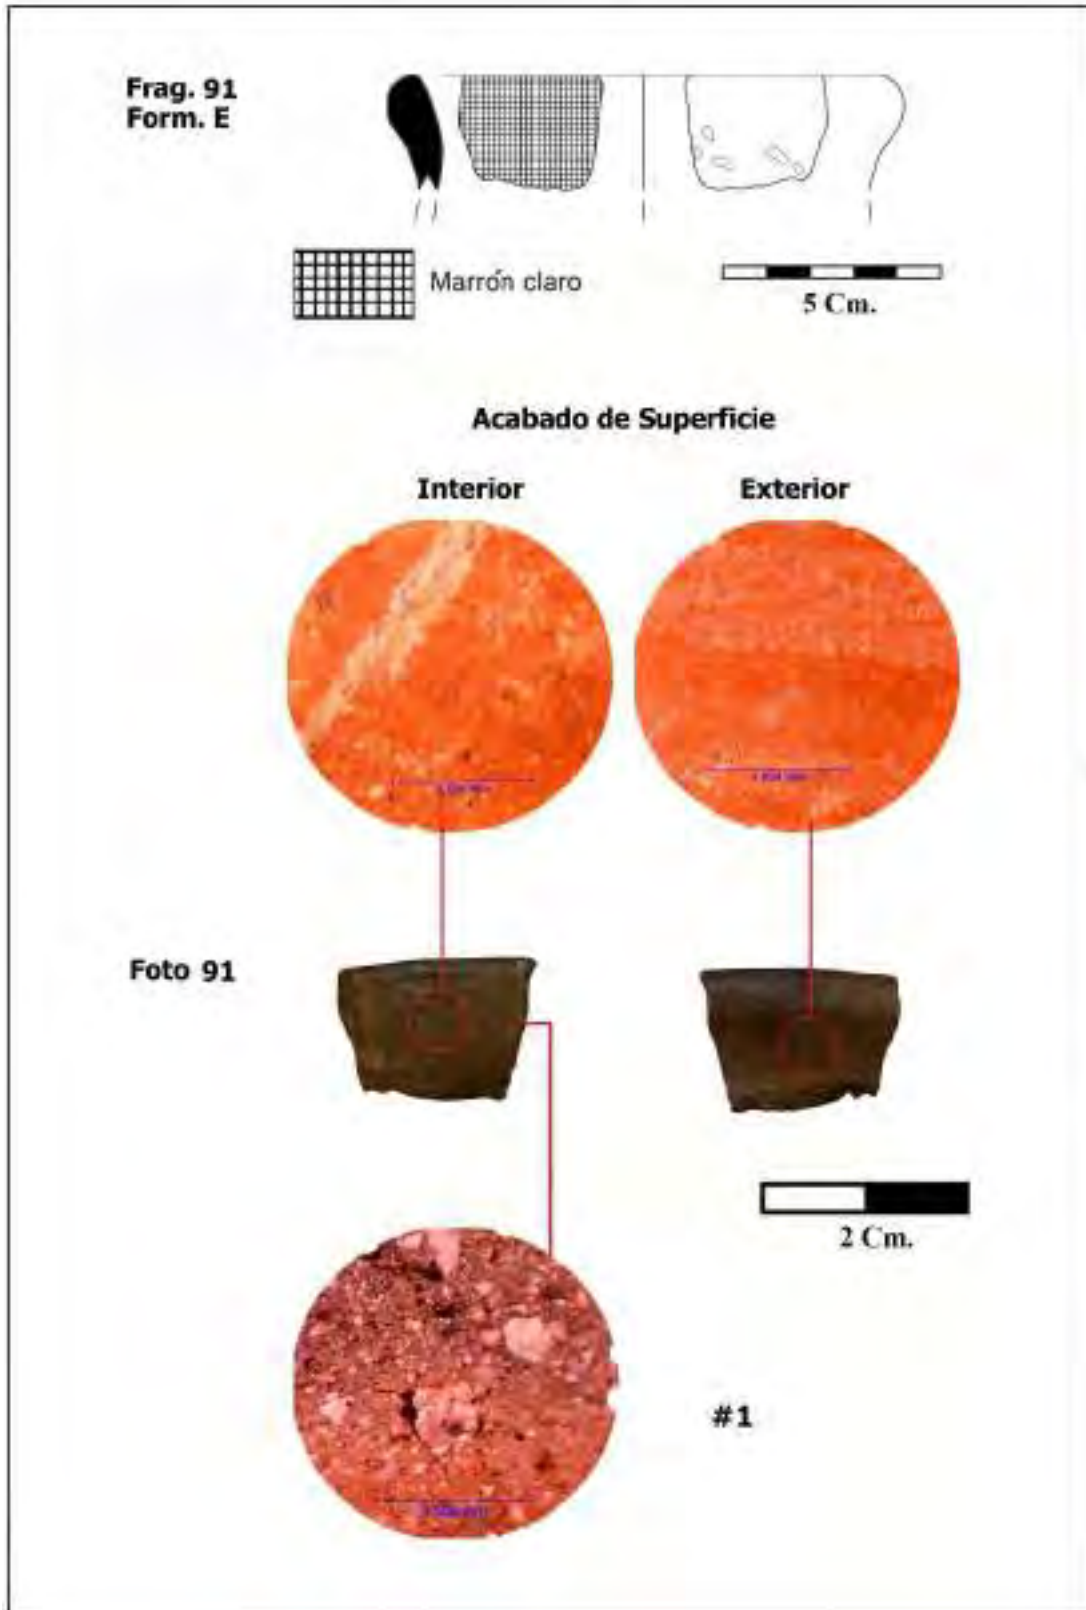 Frag. 91
Form. E
Marrón claro
5 Cm.
Acabado de Superficie
Interior
Exterior
Foto 91
2 Cm.
#1